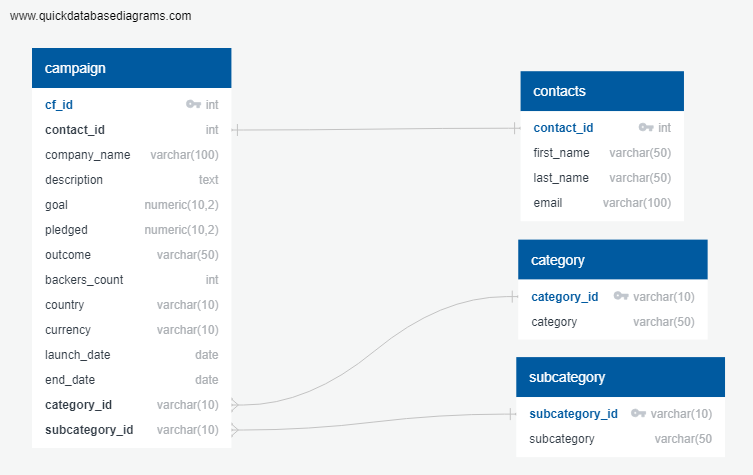 www.quickdatabasediagrams.com
campaign
cf_id int
contact_id int
company_name varchar(100)
description text
goal numeric(10,2)
pledged numeric(10,2)
outcome varchar(50)
backers_count int
country varchar(10)
currency varchar(10)
launch_date date
end_date date
category_id varchar(10)
subcategory_id varchar(10)
contacts
contact_id int
first_name varchar(50)
last_name varchar(50)
email varchar(100)
category
category_id varchar(10)
category varchar(50)
subcategory
subcategory_id varchar(10)
subcategory varchar(50